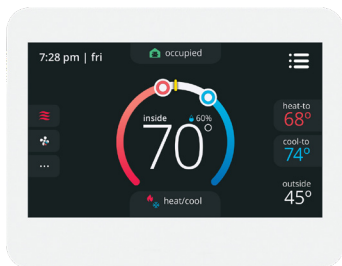 7:28 pm | fri
occupied
inside
60%
70°
heat-to
68°
cool-to
74°
outside
45°
heat/cool